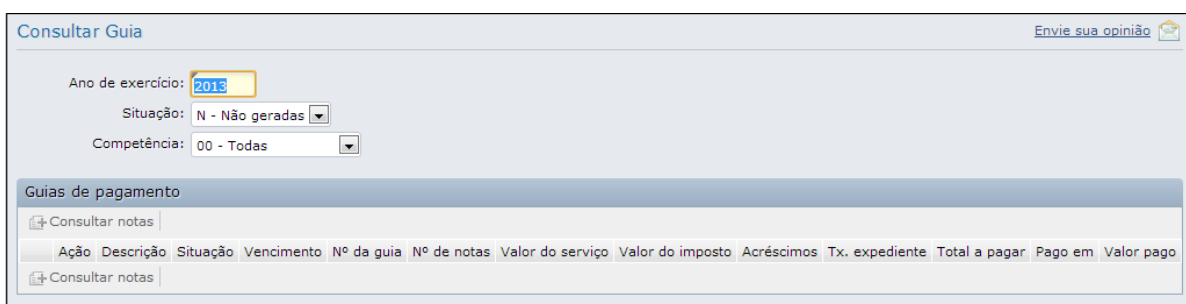 Consultar Guia Envie sua opinião
Ano de exercício: 2013
Situação: N - Não geradas
Competência: 00 - Todas
Guias de pagamento
Consultar notas
Ação Descrição Situação Vencimento Nº da guia Nº de notas Valor do serviço Valor do imposto Acréscimos Tx. expediente Total a pagar Pago em Valor pago
Consultar notas